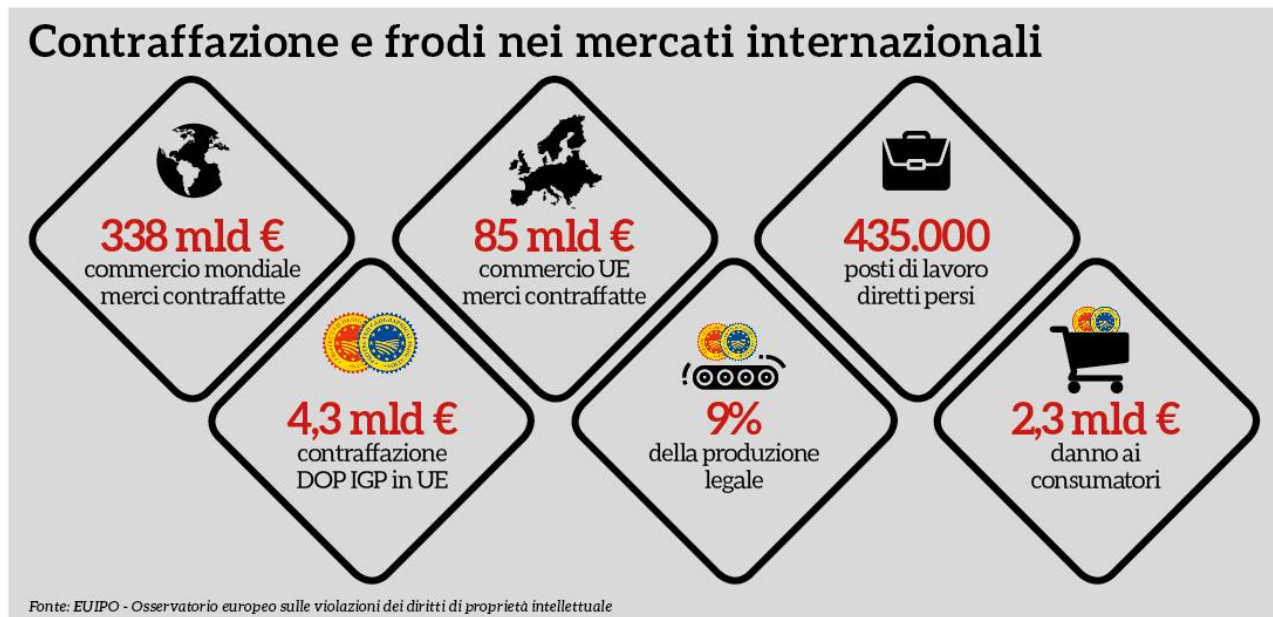 Contraffazione e frodi nei mercati internazionali
338 mld €
commercio mondiale
merci contraffatte
85 mld €
commercio UE
merci contraffatte
435.000
posti di lavoro
diretti persi
4,3 mld €
contraffazione
DOP IGP in UE
9%
della produzione
legale
2,3 mld €
danno ai
consumatori
Fonte: EUIPO - Osservatorio europeo sulle violazioni dei diritti di proprietà intellettuale